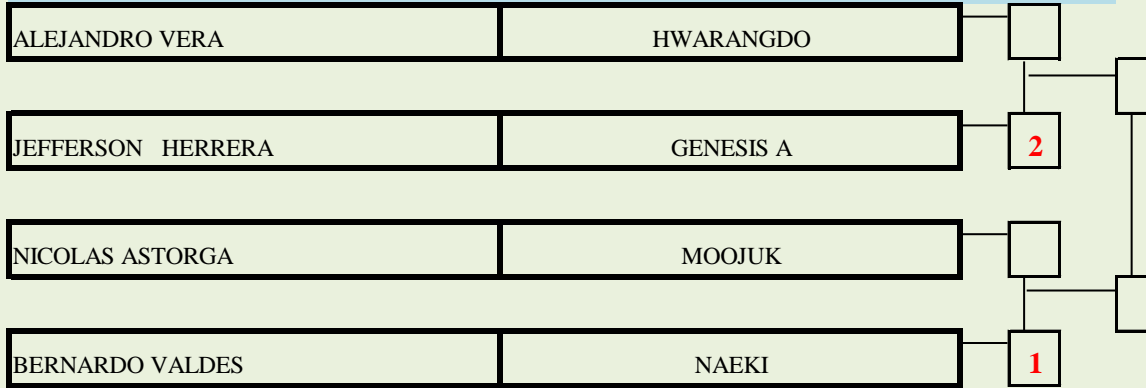 ALEJANDRO VERA HWARANGDO
JEFFERSON HERRERA GENESIS A 2
NICOLAS ASTORGA MOOJUK
BERNARDO VALDES NAEKI 1